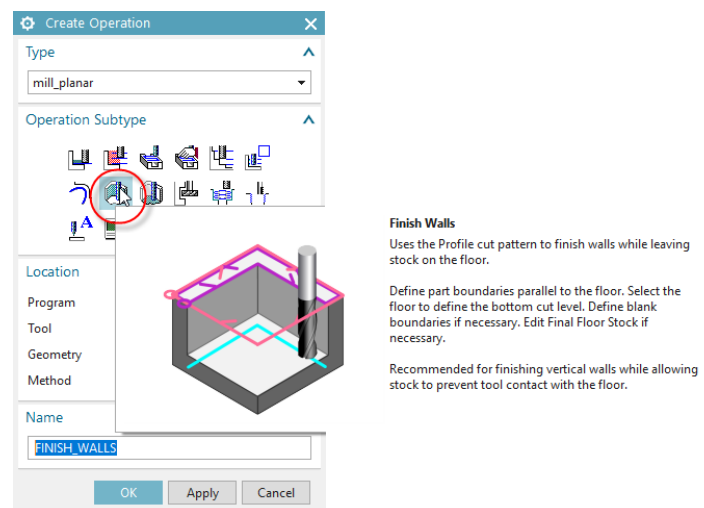 Create Operation
Type
mill_planar
Operation Subtype
A
Location
Program
Tool
Geometry
Method
Name
FINISH_WALLS
OK Apply Cancel
Finish Walls
Uses the Profile cut pattern to finish walls while leaving
stock on the floor.
Define part boundaries parallel to the floor. Select the
floor to define the bottom cut level. Define blank
boundaries if necessary. Edit Final Floor Stock if
necessary.
Recommended for finishing vertical walls while allowing
stock to prevent tool contact with the floor.